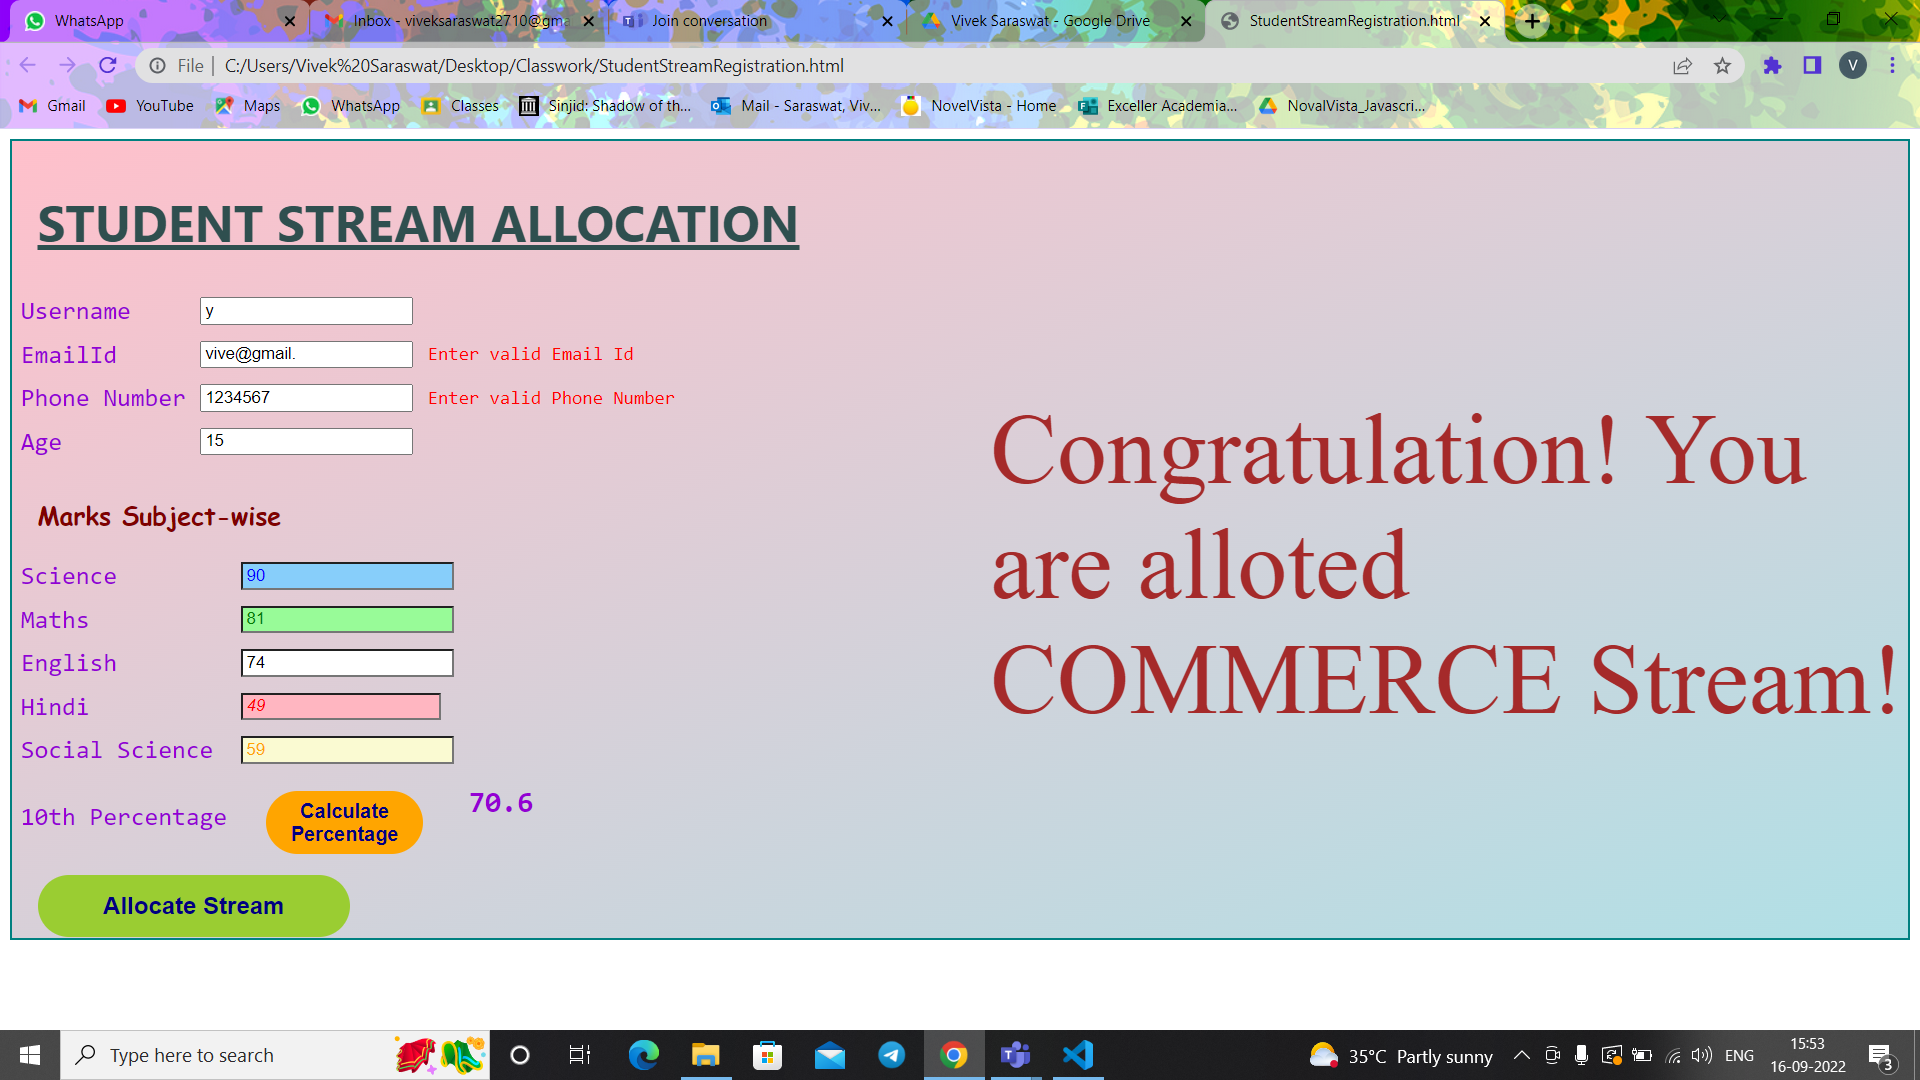 WhatsApp
Inbox - viveksaraswat2710@gma
Join conversation
Vivek Saraswat - Google Drive
StudentStreamRegistration.html
File
C:/Users/Vivek%20Saraswat/Desktop/Classwork/StudentStreamRegistration.html
V
Gmail
YouTube
Maps
WhatsApp
Classes
Sinjid: Shadow of th...
Mail - Saraswat, Viv...
NovelVista - Home
Exceller Academia...
NovalVista_Javascri...
STUDENT STREAM ALLOCATION
Username y
EmailId vive@gmail. Enter valid Email Id
Phone Number 1234567 Enter valid Phone Number
Age 15
Marks Subject-wise
Science 90
Maths 81
English 74
Hindi 49
Social Science 59
10th Percentage
Calculate
Percentage
70.6
Allocate Stream
Congratulation! You
are alloted
COMMERCE Stream!
Type here to search
35°C Partly sunny
ENG
15:53
16-09-2022
3